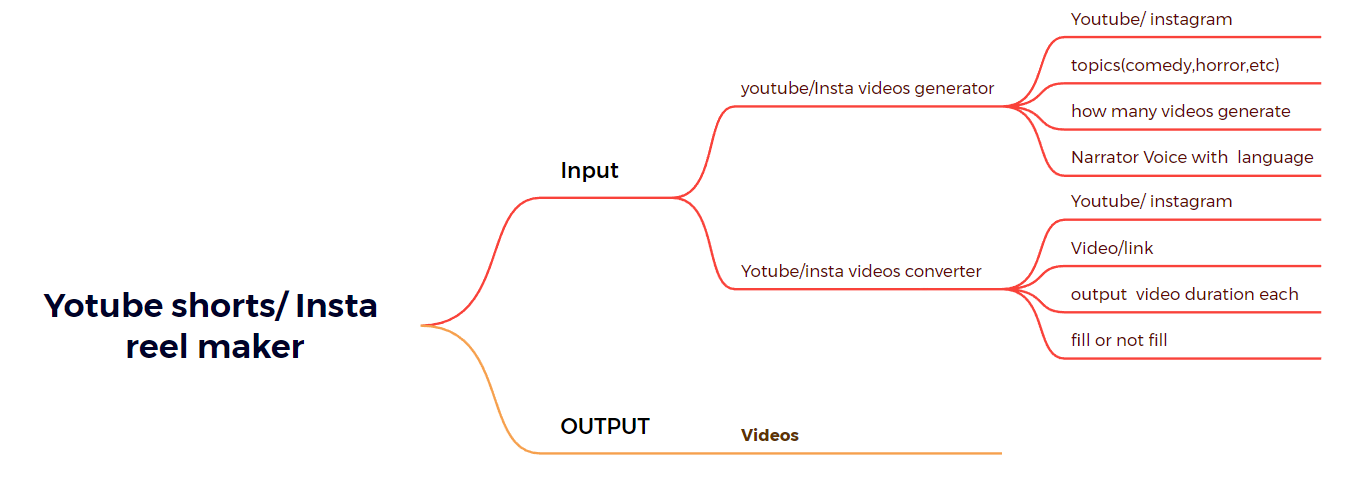 Yotube shorts/ Insta
reel maker
Input
youtube/Insta videos generator
Youtube/ instagram
topics(comedy,horror,etc)
how many videos generate
Narrator Voice with  language
Yotube/insta videos converter
Youtube/ instagram
Video/link
output  video duration each
fill or not fill
OUTPUT
Videos